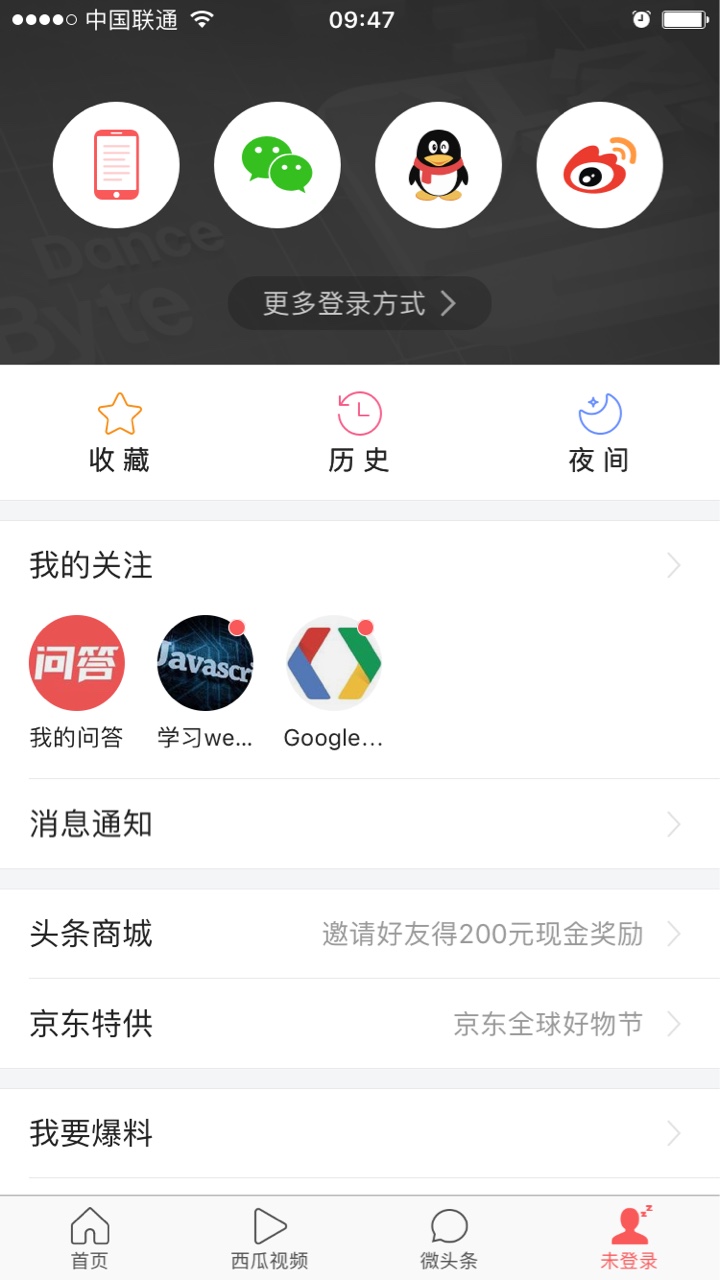 中国联通
09:47
Dance
Byte
头条
更多登录方式
收藏
历史
夜间
我的关注
问答
Javascri
我的问答
学习we...
Google...
消息通知
头条商城
邀请好友得200元现金奖励
京东特供
京东全球好物节
我要爆料
首页
西瓜视频
微头条
未登录